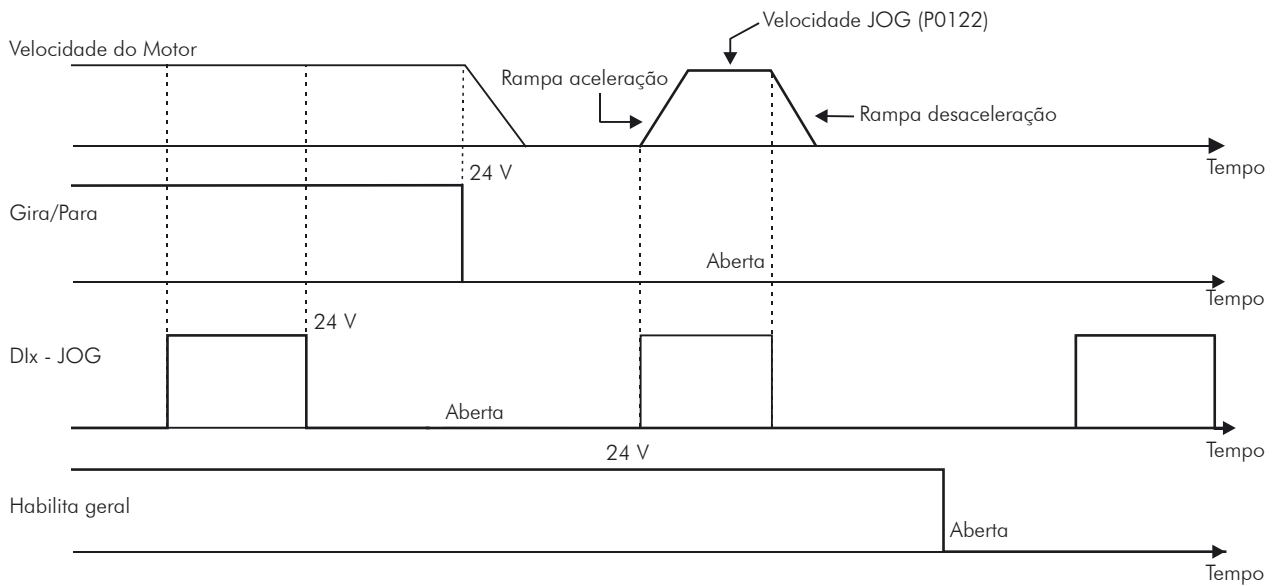 Velocidade JOG (P0122)
Velocidade do Motor
Rampa aceleração
Rampa desaceleração
Tempo
24 V
Gira/Para
Aberta
Tempo
24 V
DIx - JOG
Aberta
Tempo
24 V
Habilita geral
Aberta
Tempo